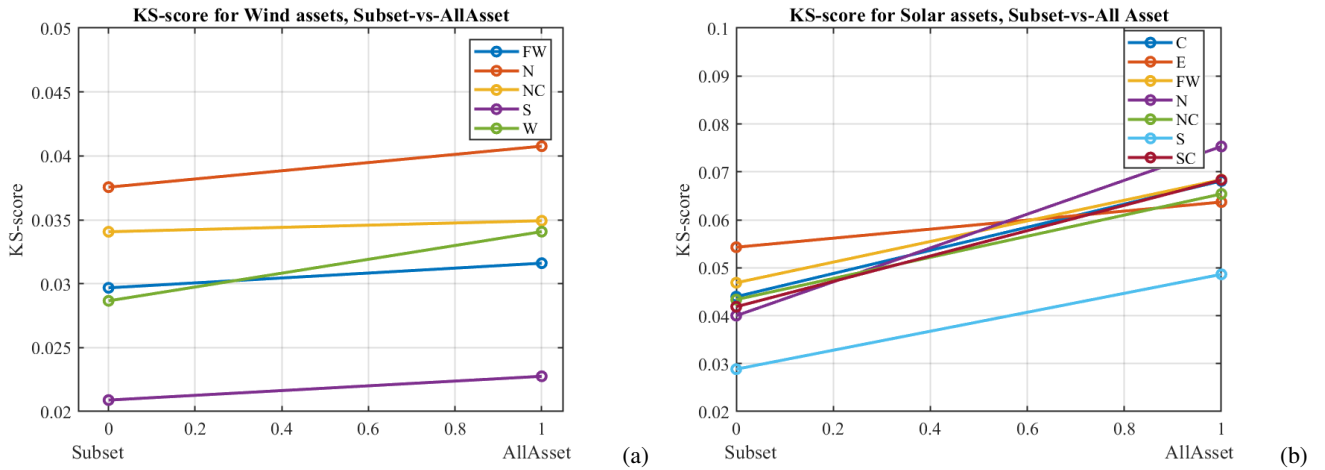 KS-score for Wind assets, Subset-vs-AllAsset
0.05
0.045
0.04
0.035
0.03
0.025
0.02
KS-score
FW
N
NC
S
W
0 0.2 0.4 0.6 0.8 1
Subset AllAsset
(a)
KS-score for Solar assets, Subset-vs-All Asset
0.1
0.09
0.08
0.07
0.06
0.05
0.04
0.03
0.02
KS-score
C
E
FW
N
NC
S
SC
0 0.2 0.4 0.6 0.8 1
Subset AllAsset
(b)